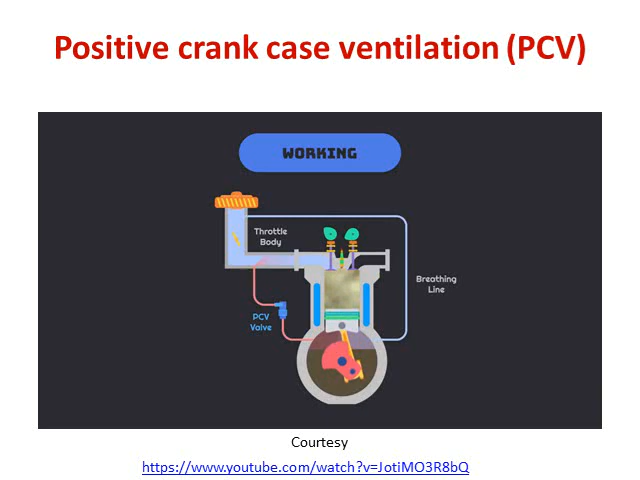 Positive crank case ventilation (PCV)
WORKING
Throttle
Body
Breathing
Line
PCV
Valve
Courtesy
https://www.youtube.com/watch?v=JotiMO3R8bQ